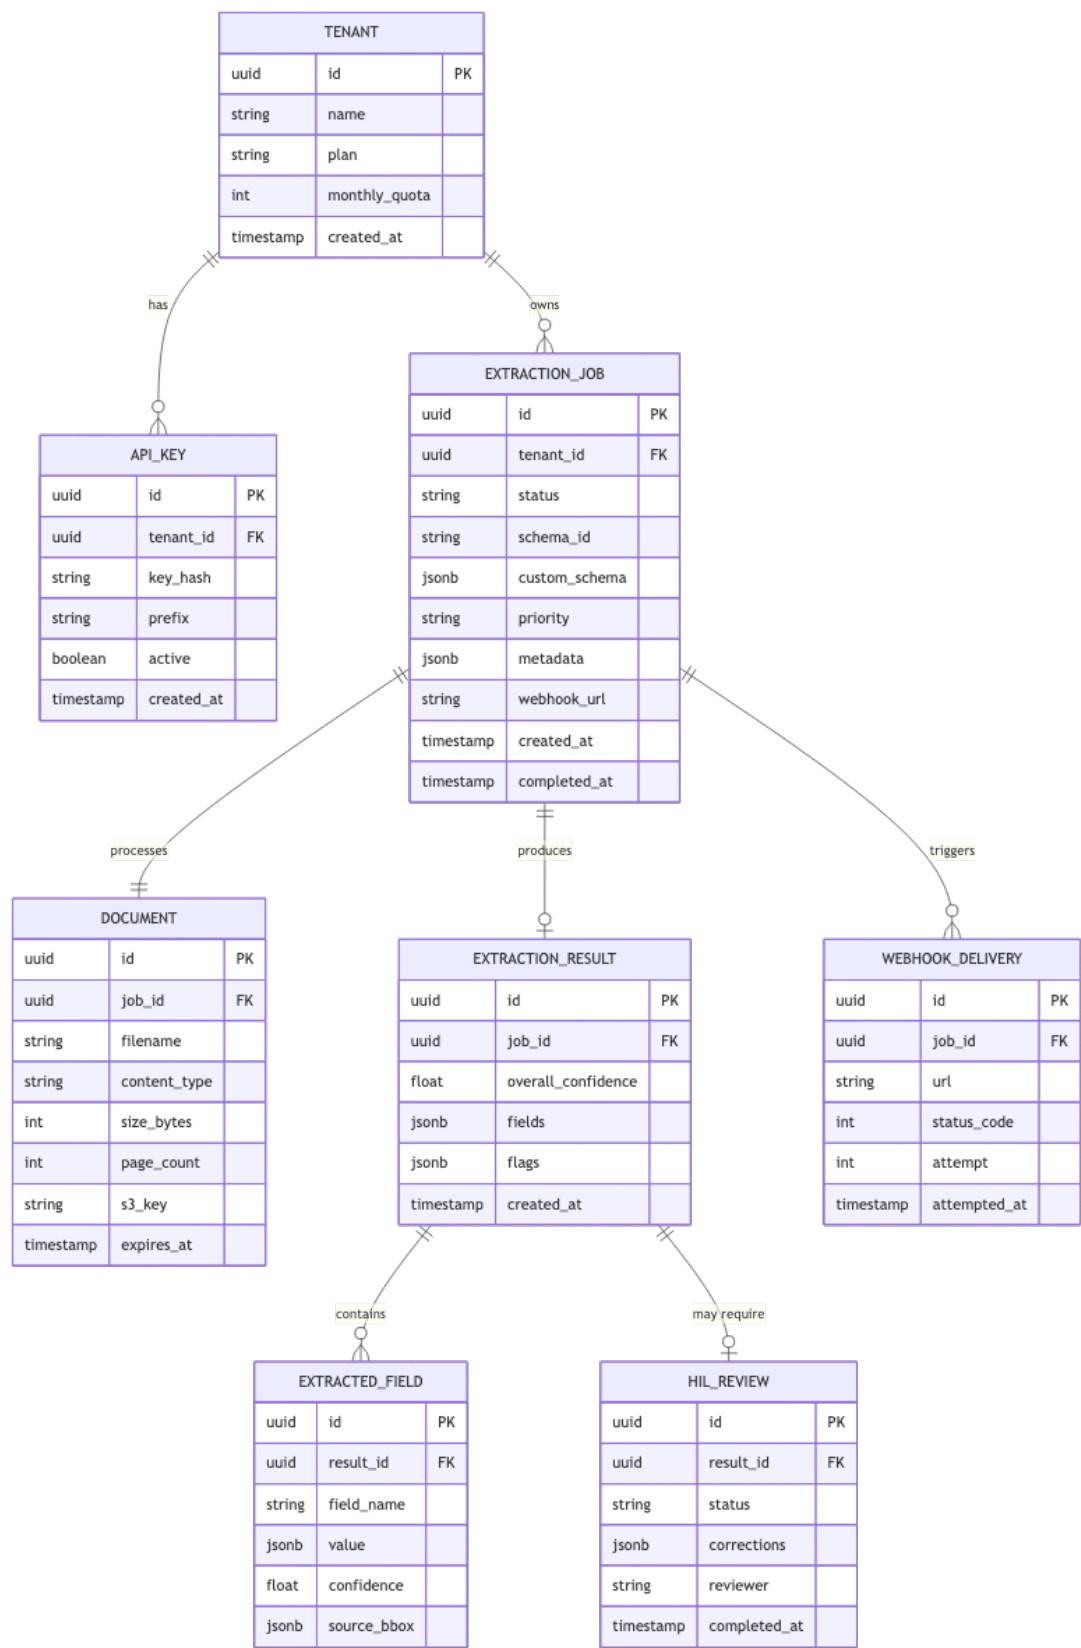 TENANT
uuid id PK
string name
string plan
int monthly_quota
timestamp created_at
has
owns
EXTRACTION_JOB
uuid id PK
uuid tenant_id FK
string status
string schema_id
jsonb custom_schema
string priority
jsonb metadata
string webhook_url
timestamp created_at
timestamp completed_at
API_KEY
uuid id PK
uuid tenant_id FK
string key_hash
string prefix
boolean active
timestamp created_at
processes
produces
triggers
DOCUMENT
uuid id PK
uuid job_id FK
string filename
string content_type
int size_bytes
int page_count
string s3_key
timestamp expires_at
EXTRACTION_RESULT
uuid id PK
uuid job_id FK
float overall_confidence
jsonb fields
jsonb flags
timestamp created_at
WEBHOOK_DELIVERY
uuid id PK
uuid job_id FK
string url
int status_code
int attempt
timestamp attempted_at
contains
may require
EXTRACTED_FIELD
uuid id PK
uuid result_id FK
string field_name
jsonb value
float confidence
jsonb source_bbox
HIL_REVIEW
uuid id PK
uuid result_id FK
string status
jsonb corrections
string reviewer
timestamp completed_at